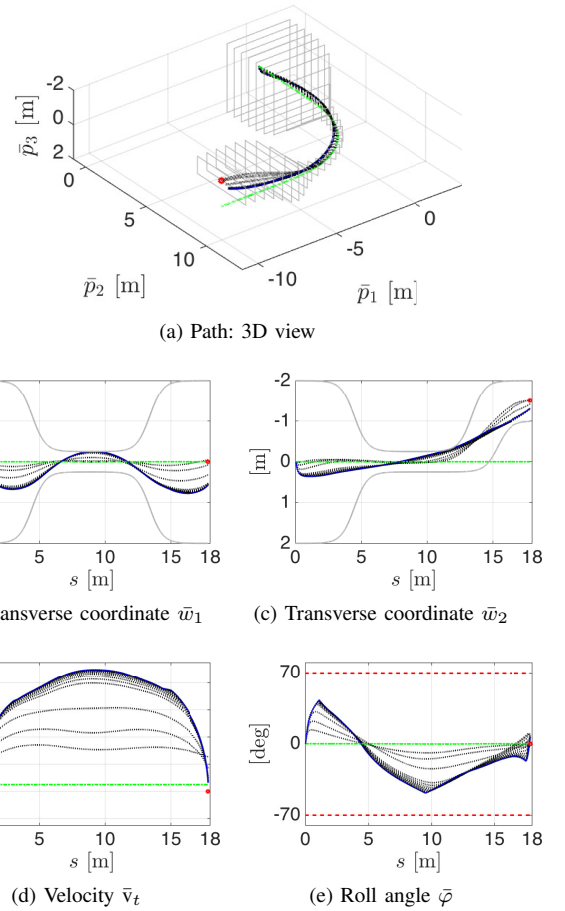 -2
0
2
p̄₃ [m]
0
5
10
p̄₂ [m]
-10
-5
0
p̄₁ [m]
(a) Path: 3D view
5 10 15 18
s [m]
ansverse coordinate w̄₁
-2
-1
0
1
2
[m]
0 5 10 15 18
s [m]
(c) Transverse coordinate w̄₂
5 10 15 18
s [m]
(d) Velocity v̄ₜ
70
0
-70
[deg]
0 5 10 15 18
s [m]
(e) Roll angle φ̄